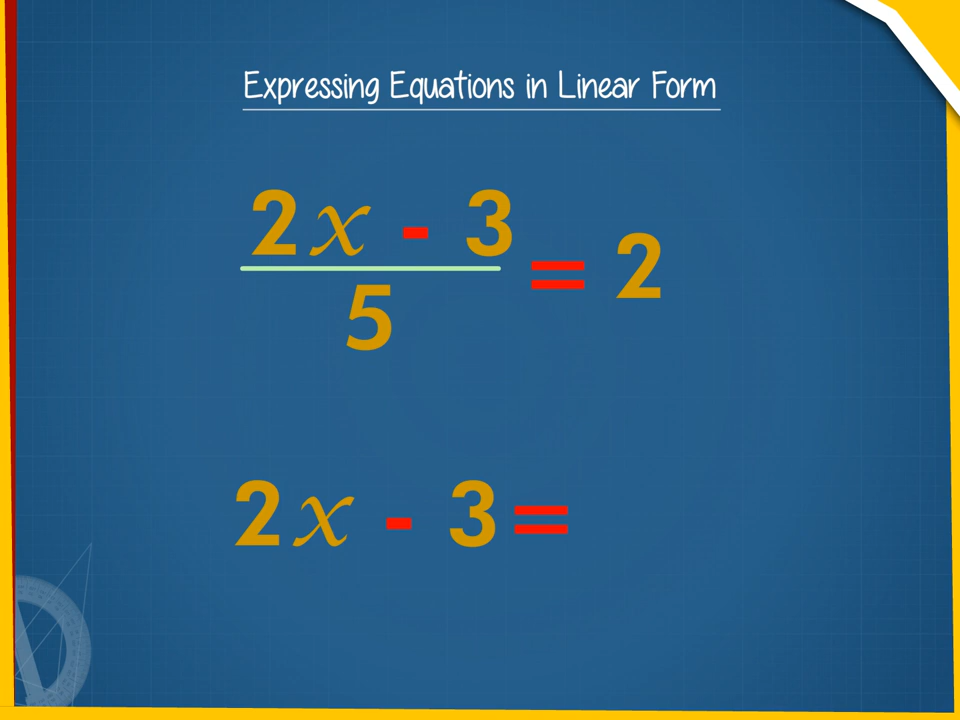 Expressing Equations in Linear Form
2x - 3
5
= 2
2x - 3 =